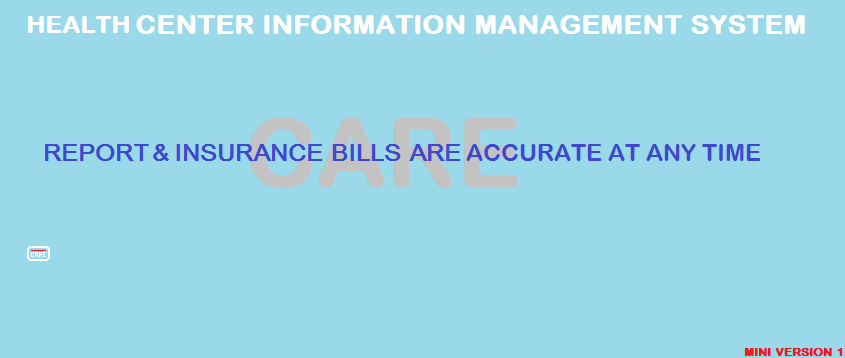 HEALTH CENTER INFORMATION MANAGEMENT SYSTEM
CARE
REPORT & INSURANCE BILLS ARE ACCURATE AT ANY TIME
CARE
MINI VERSION 1